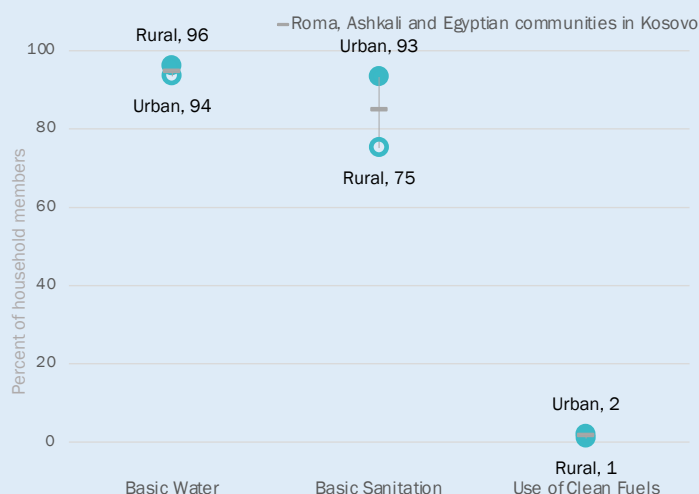 Roma, Ashkali and Egyptian communities in Kosovo
Rural, 96
Urban, 93
100
Urban, 94
80
Rural, 75
60
40
20
Urban, 2
0
Rural, 1
Percent of household members
Basic Water
Basic Sanitation
Use of Clean Fuels